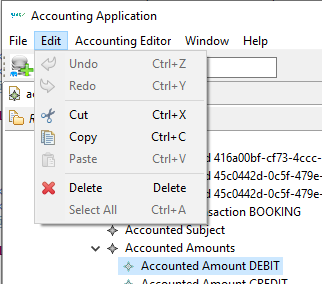 Accounting Application
File Edit Accounting Editor Window Help
Undo Ctrl+Z
Redo Ctrl+Y
Cut Ctrl+X
Copy Ctrl+C
Paste Ctrl+V
Delete Delete
Select All Ctrl+A
416a00bf-cf73-4ccc-
45c0442d-0c5f-479e-
45c0442d-0c5f-479e-
BOOKING
Accounted Subject
Accounted Amounts
Accounted Amount DEBIT
Accounted Amount CREDIT